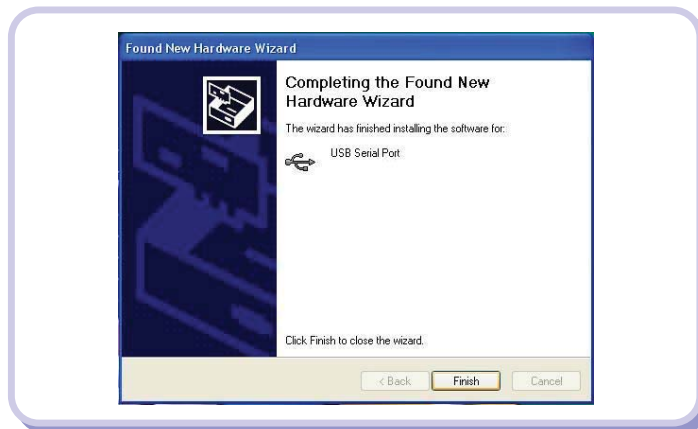 Found New Hardware Wizard
Completing the Found New
Hardware Wizard
The wizard has finished installing the software for:
USB Serial Port
Click Finish to close the wizard.
< Back
Finish
Cancel